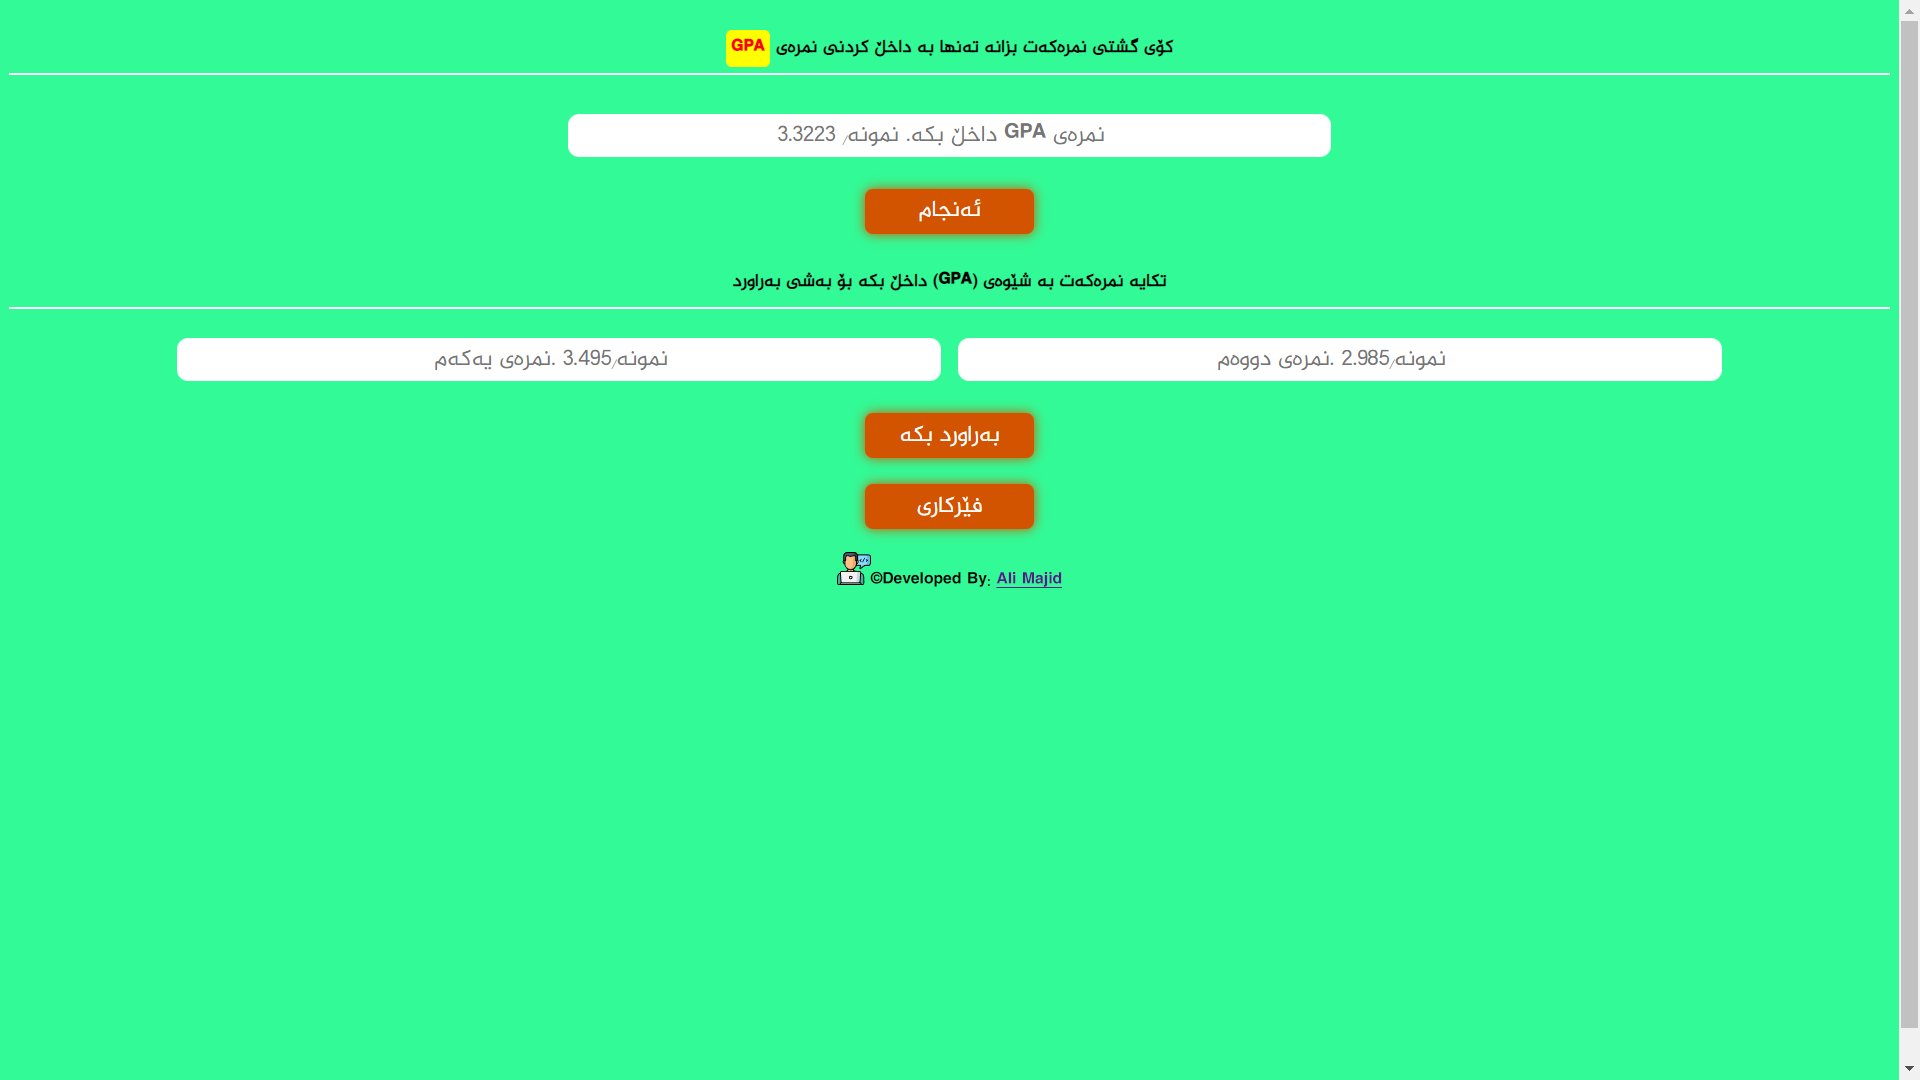 کۆی گشتی نمرەکەت بزانە تەنها بە داخڵ کردنی نمرەی GPA
نمرەی GPA داخڵ بکە. نمونە/ 3.3223
ئەنجام
تکایە نمرەکەت بە شێوەی (GPA) داخڵ بکە بۆ بەشی بەراورد
نمونە/3.495 .نمرەی یەکەم
نمونە/2.985 .نمرەی دووەم
بەراورد بکە
فێرکاری
©Developed By: Ali Majid